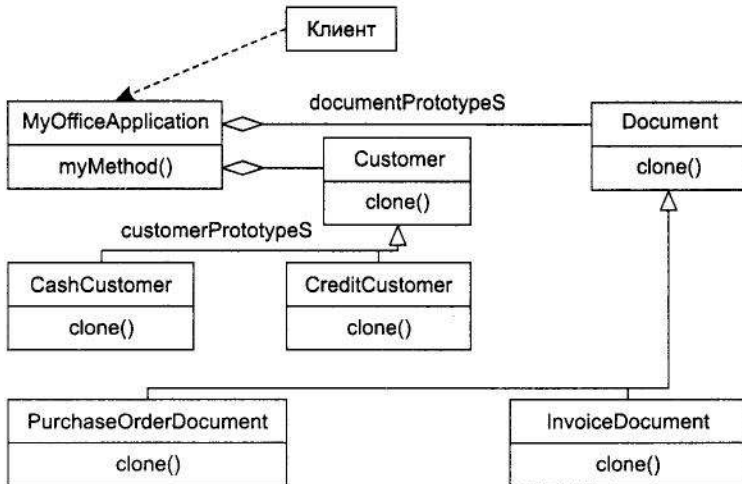 Клиент
MyOfficeApplication
myMethod()
documentPrototypeS
Document
clone()
Customer
clone()
customerPrototypeS
CashCustomer
clone()
CreditCustomer
clone()
PurchaseOrderDocument
clone()
InvoiceDocument
clone()